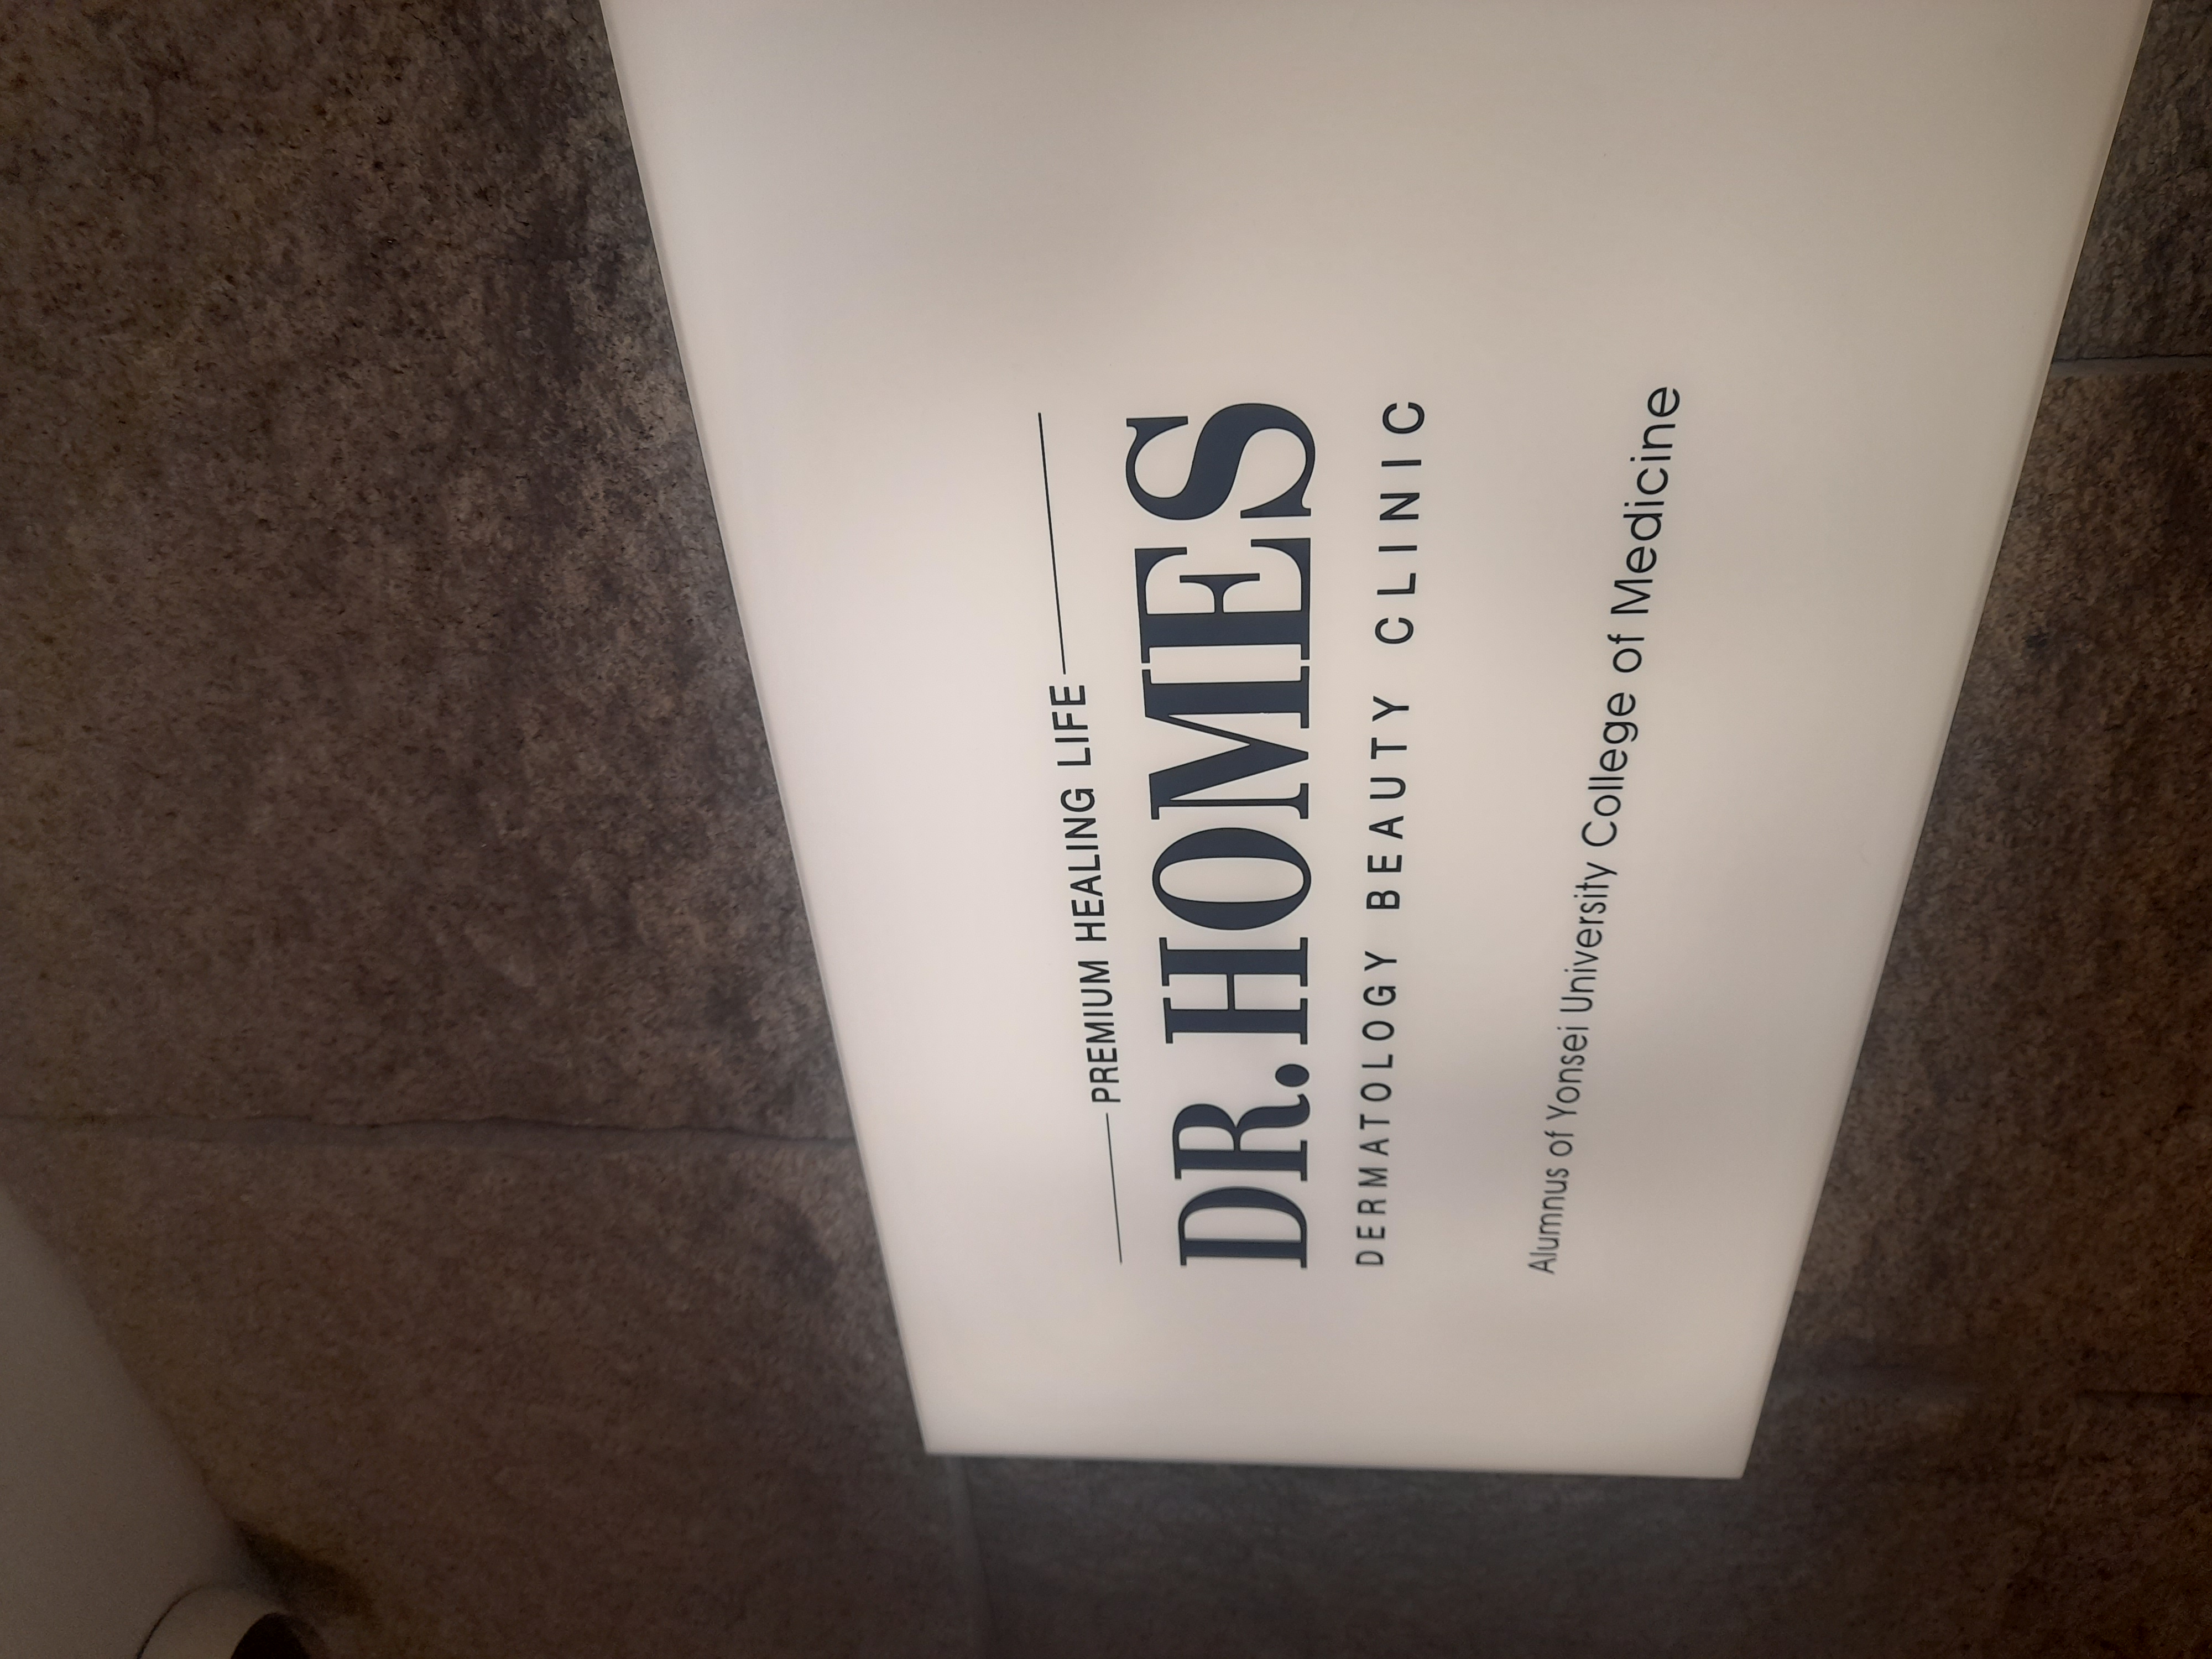 PREMIUM HEALING LIFE
DR.HOMES
DERMATOLOGY BEAUTY CLINIC
Alumnus of Yonsei University College of Medicine